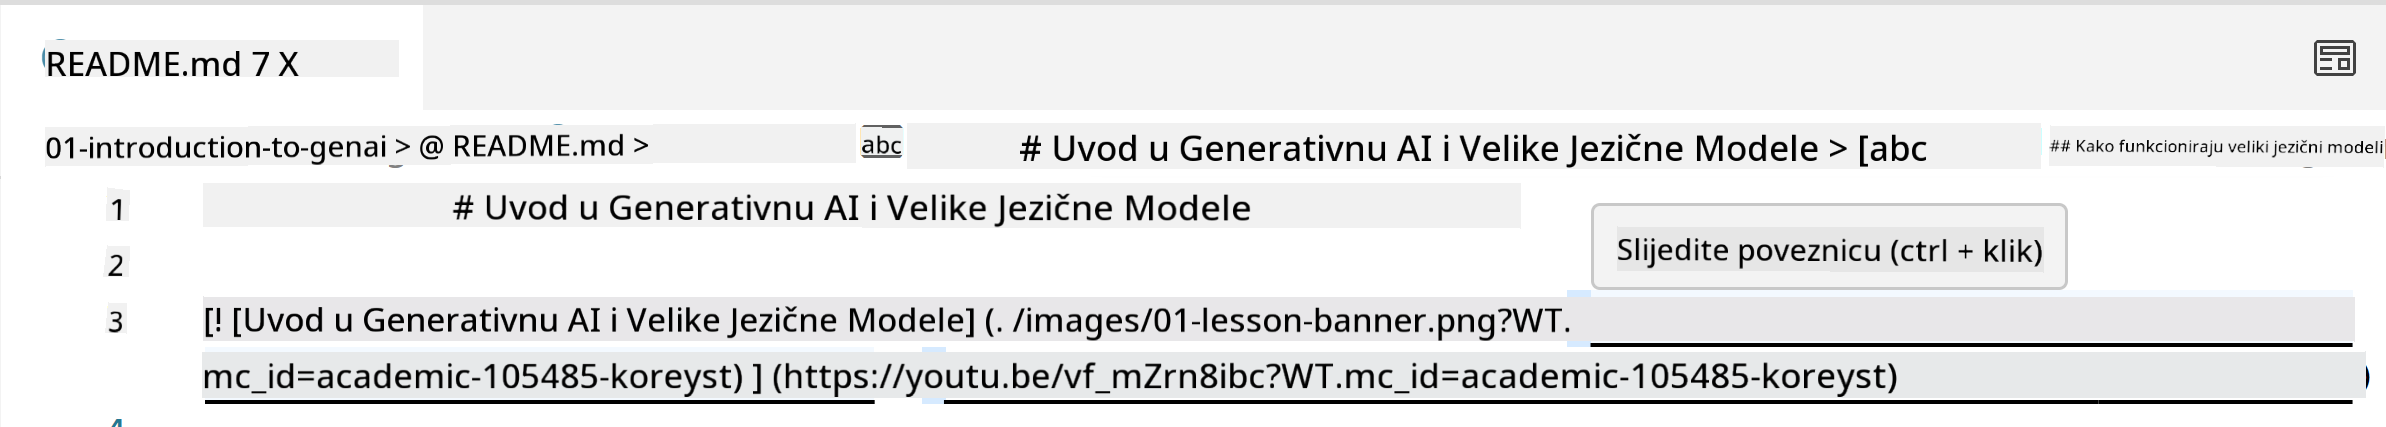 README.md 7 X
01-introduction-to-genai > @ README.md > abc # Uvod u Generativnu AI i Velike Jezične Modele > [abc ## Kako funkcioniraju veliki jezični modeli
1 # Uvod u Generativnu AI i Velike Jezične Modele
Slijedite poveznicu (ctrl + klik)
2
3 [! [Uvod u Generativnu AI i Velike Jezične Modele] (. /images/01-lesson-banner.png?WT.
mc_id=academic-105485-koreyst) ] (https://youtu.be/vf_mZrn8ibc?WT.mc_id=academic-105485-koreyst)